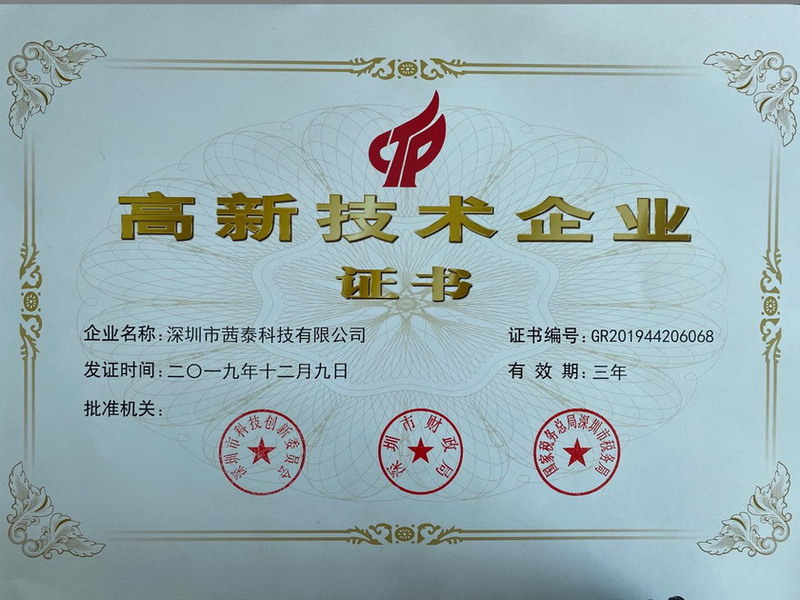 CTP
高新技术企业
证书
企业名称：深圳市茜泰科技有限公司
证书编号：GR201944206068
发证时间：二〇一九年十二月九日
有效期：三年
批准机关：
深圳市科技创新委员会
深圳市财政局
国家税务总局深圳市税务局